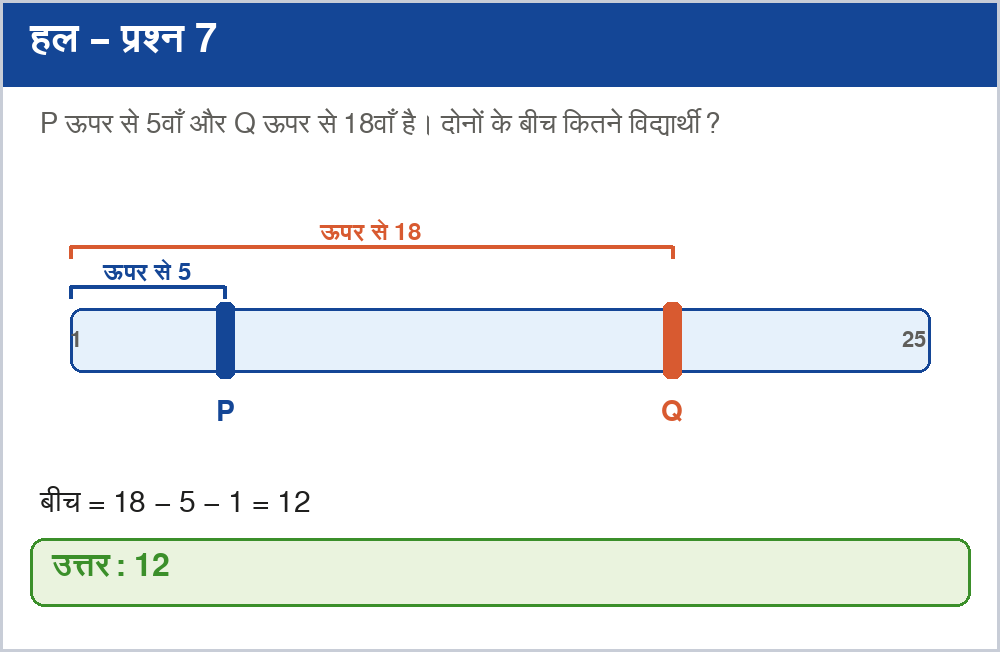 हल – प्रश्न 7
P ऊपर से 5वाँ और Q ऊपर से 18वाँ है। दोनों के बीच कितने विद्यार्थी?
ऊपर से 18
ऊपर से 5
1 25
P Q
बीच = 18 – 5 – 1 = 12
उत्तर : 12